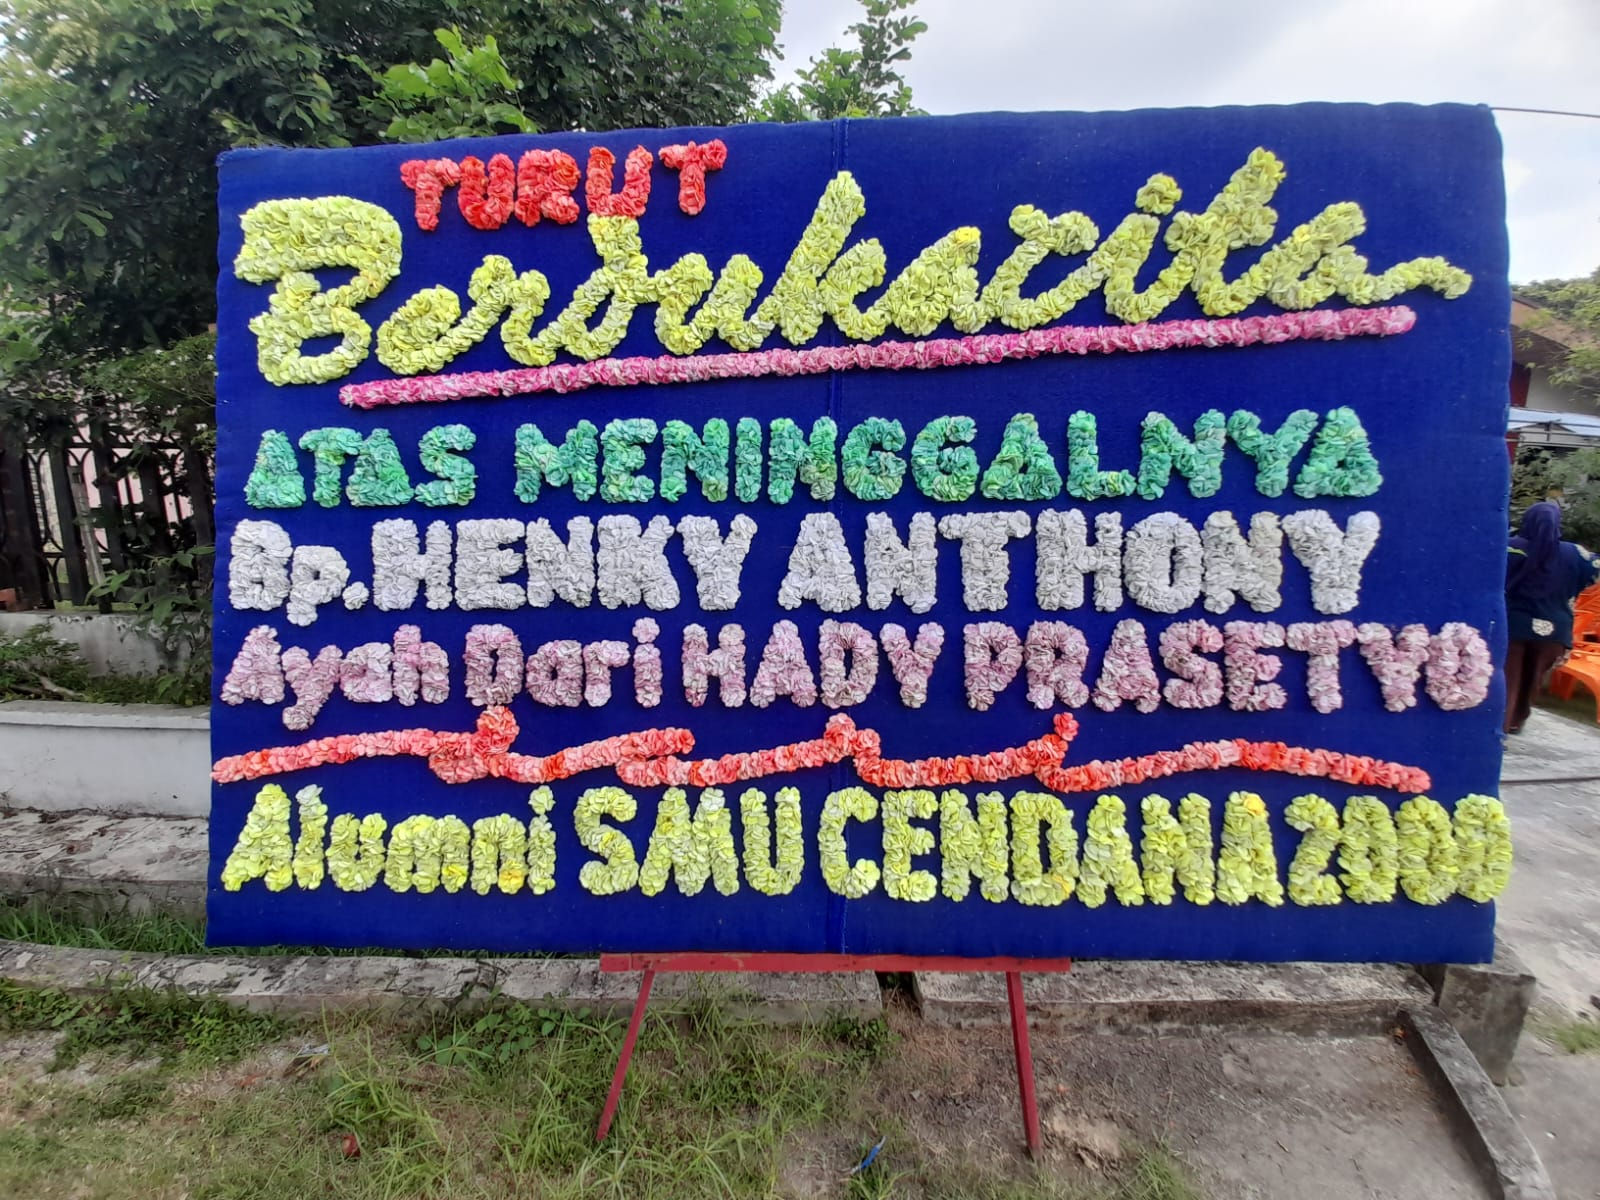 TURUT
Berdukacita
ATAS MENINGGALNYA
Bp. HENKY ANTHONY
Ayah Dari HADY PRASETYO
Alumni SMU CENDANA 2000